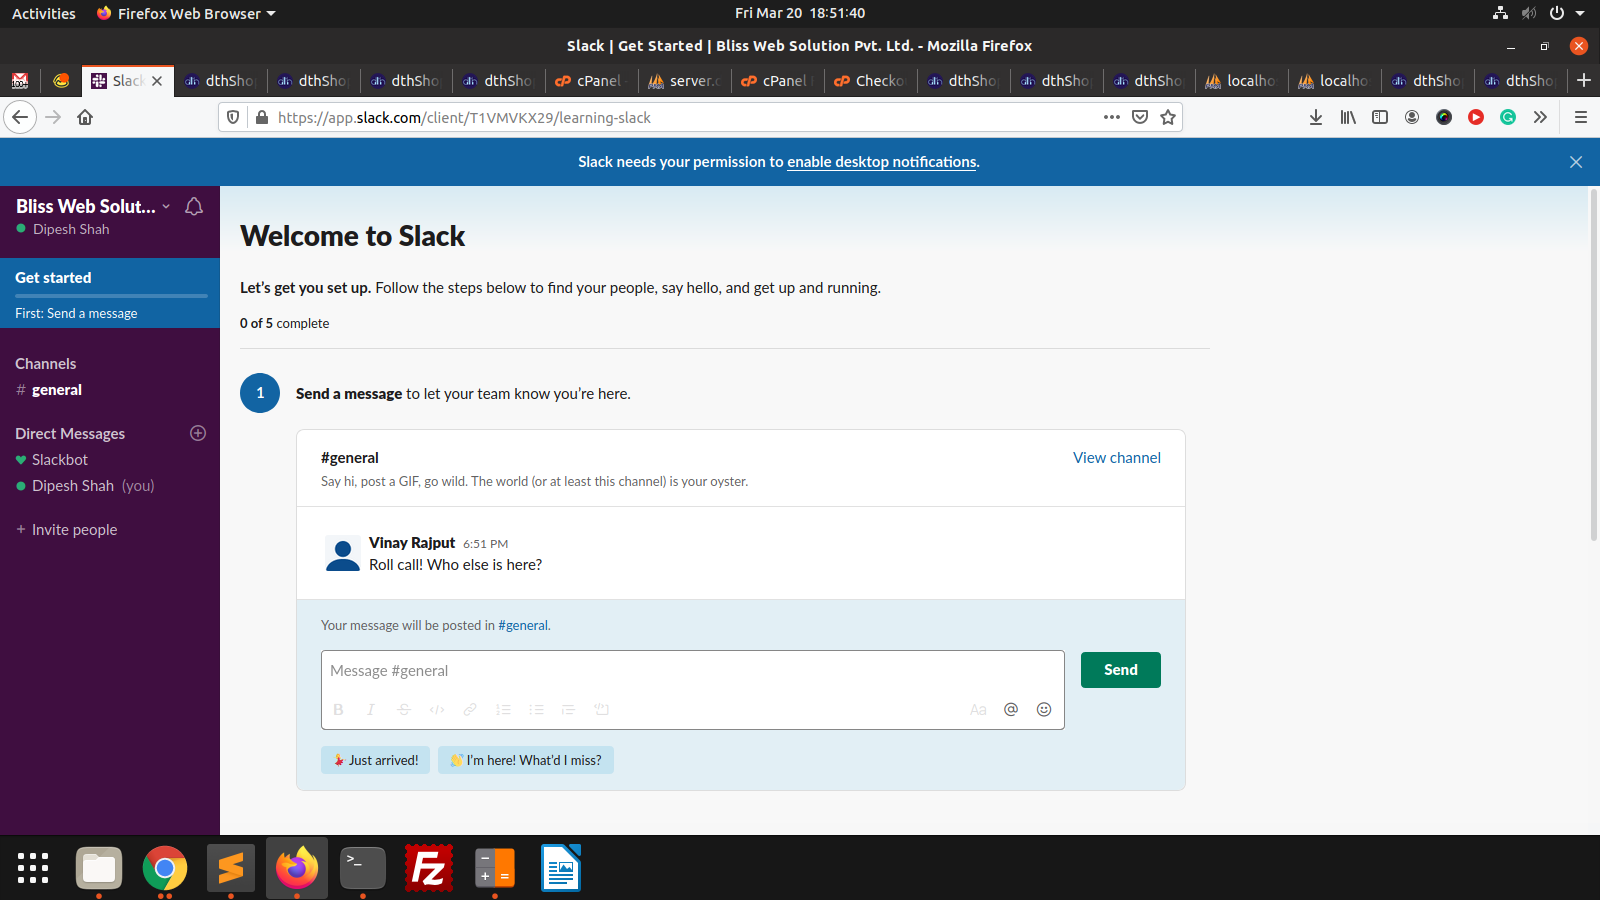 Activities
Firefox Web Browser
Fri Mar 20 18:51:40
Slack | Get Started | Bliss Web Solution Pvt. Ltd. - Mozilla Firefox
100+
Slack
dthSho
dthSho
dthSho
dthSho
cPanel
server.c
cPanel
Checko
dthSho
dthSho
dthSho
localho
localho
dthSho
dthSho
https://app.slack.com/client/T1VMVKX29/learning-slack
Slack needs your permission to enable desktop notifications.
Bliss Web Solut...
Dipesh Shah
Get started
First: Send a message
Channels
# general
Direct Messages
Slackbot
Dipesh Shah (you)
+ Invite people
Welcome to Slack
Let's get you set up. Follow the steps below to find your people, say hello, and get up and running.
0 of 5 complete
1
Send a message to let your team know you're here.
#general
View channel
Say hi, post a GIF, go wild. The world (or at least this channel) is your oyster.
Vinay Rajput 6:51 PM
Roll call! Who else is here?
Your message will be posted in #general.
Message #general
Send
B I S </> Aa @
💃 Just arrived!
👋 I'm here! What'd I miss?
>_
Fz